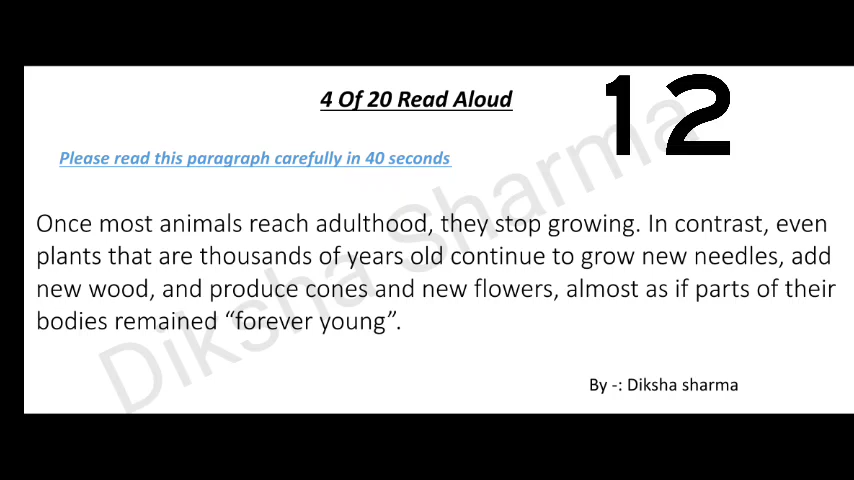 4 Of 20 Read Aloud
12
Please read this paragraph carefully in 40 seconds
Once most animals reach adulthood, they stop growing. In contrast, even
plants that are thousands of years old continue to grow new needles, add
new wood, and produce cones and new flowers, almost as if parts of their
bodies remained “forever young”.
By -: Diksha sharma
Diksha Sharma